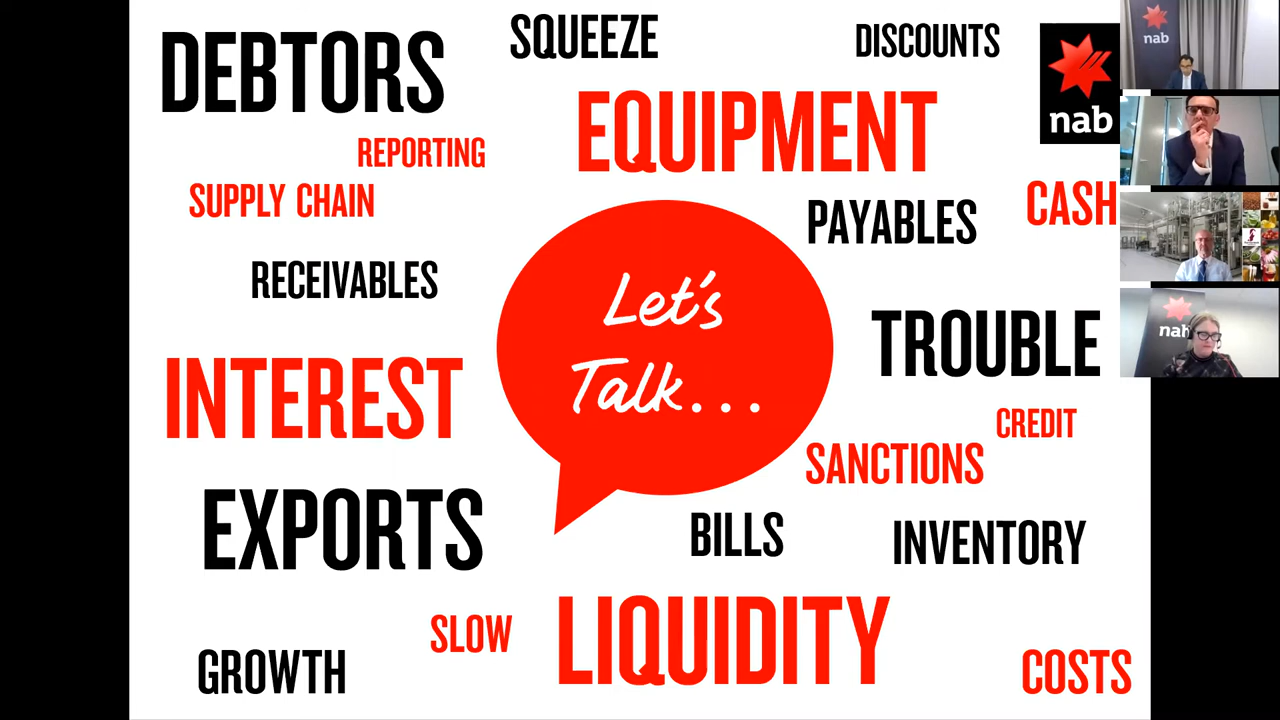 SQUEEZE
DISCOUNTS
DEBTORS
nab
EQUIPMENT
nab
REPORTING
SUPPLY CHAIN
CASH
PAYABLES
RECEIVABLES
Let's
Talk...
TROUBLE
nab
INTEREST
CREDIT
SANCTIONS
EXPORTS
BILLS
INVENTORY
SLOW
LIQUIDITY
GROWTH
COSTS